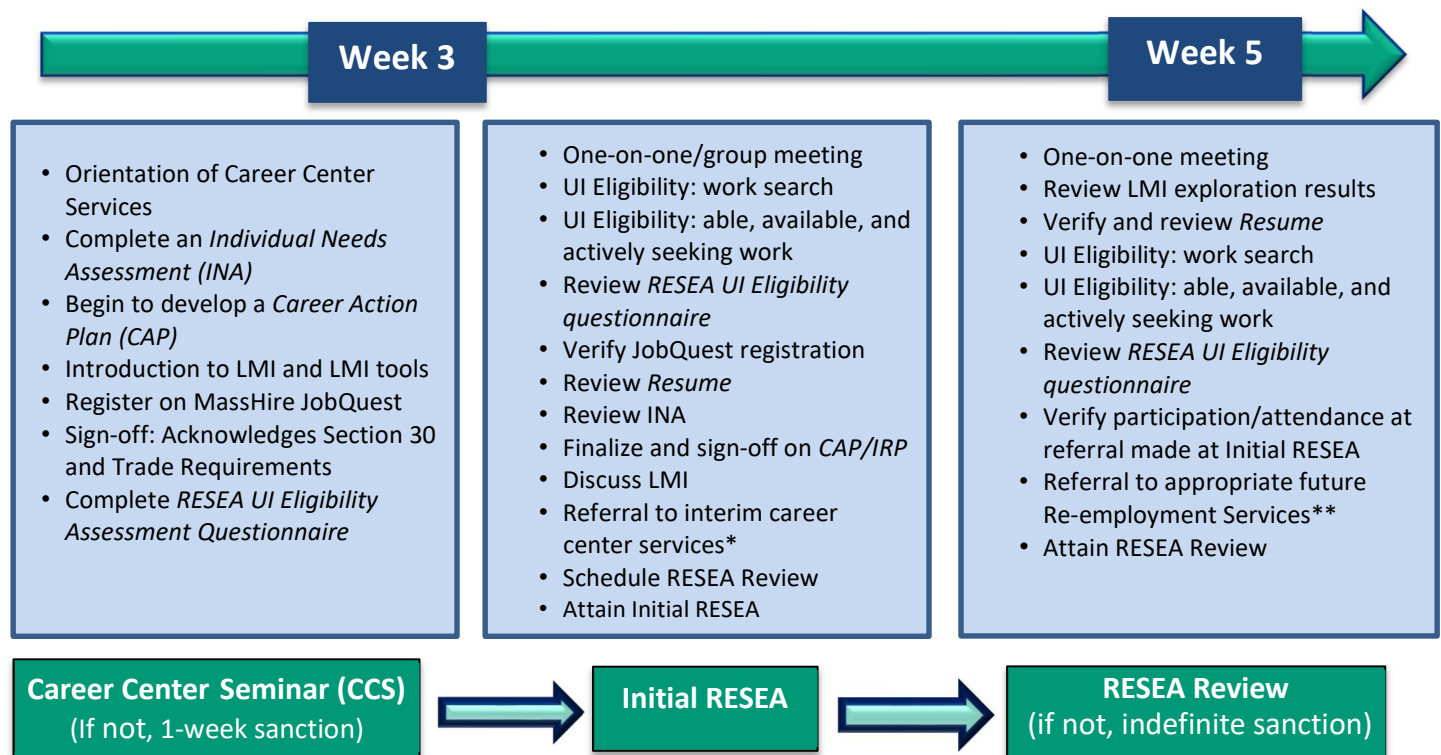 Week 3
Week 5
• Orientation of Career Center
Services
• Complete an Individual Needs
Assessment (INA)
• Begin to develop a Career Action
Plan (CAP)
• Introduction to LMI and LMI tools
• Register on MassHire JobQuest
• Sign-off: Acknowledges Section 30
and Trade Requirements
• Complete RESEA UI Eligibility
Assessment Questionnaire
• One-on-one/group meeting
• UI Eligibility: work search
• UI Eligibility: able, available, and
actively seeking work
• Review RESEA UI Eligibility
questionnaire
• Verify JobQuest registration
• Review Resume
• Review INA
• Finalize and sign-off on CAP/IRP
• Discuss LMI
• Referral to interim career
center services*
• Schedule RESEA Review
• Attain Initial RESEA
• One-on-one meeting
• Review LMI exploration results
• Verify and review Resume
• UI Eligibility: work search
• UI Eligibility: able, available, and
actively seeking work
• Review RESEA UI Eligibility
questionnaire
• Verify participation/attendance at
referral made at Initial RESEA
• Referral to appropriate future
Re-employment Services**
• Attain RESEA Review
Career Center Seminar (CCS)
(If not, 1-week sanction)
Initial RESEA
RESEA Review
(if not, indefinite sanction)